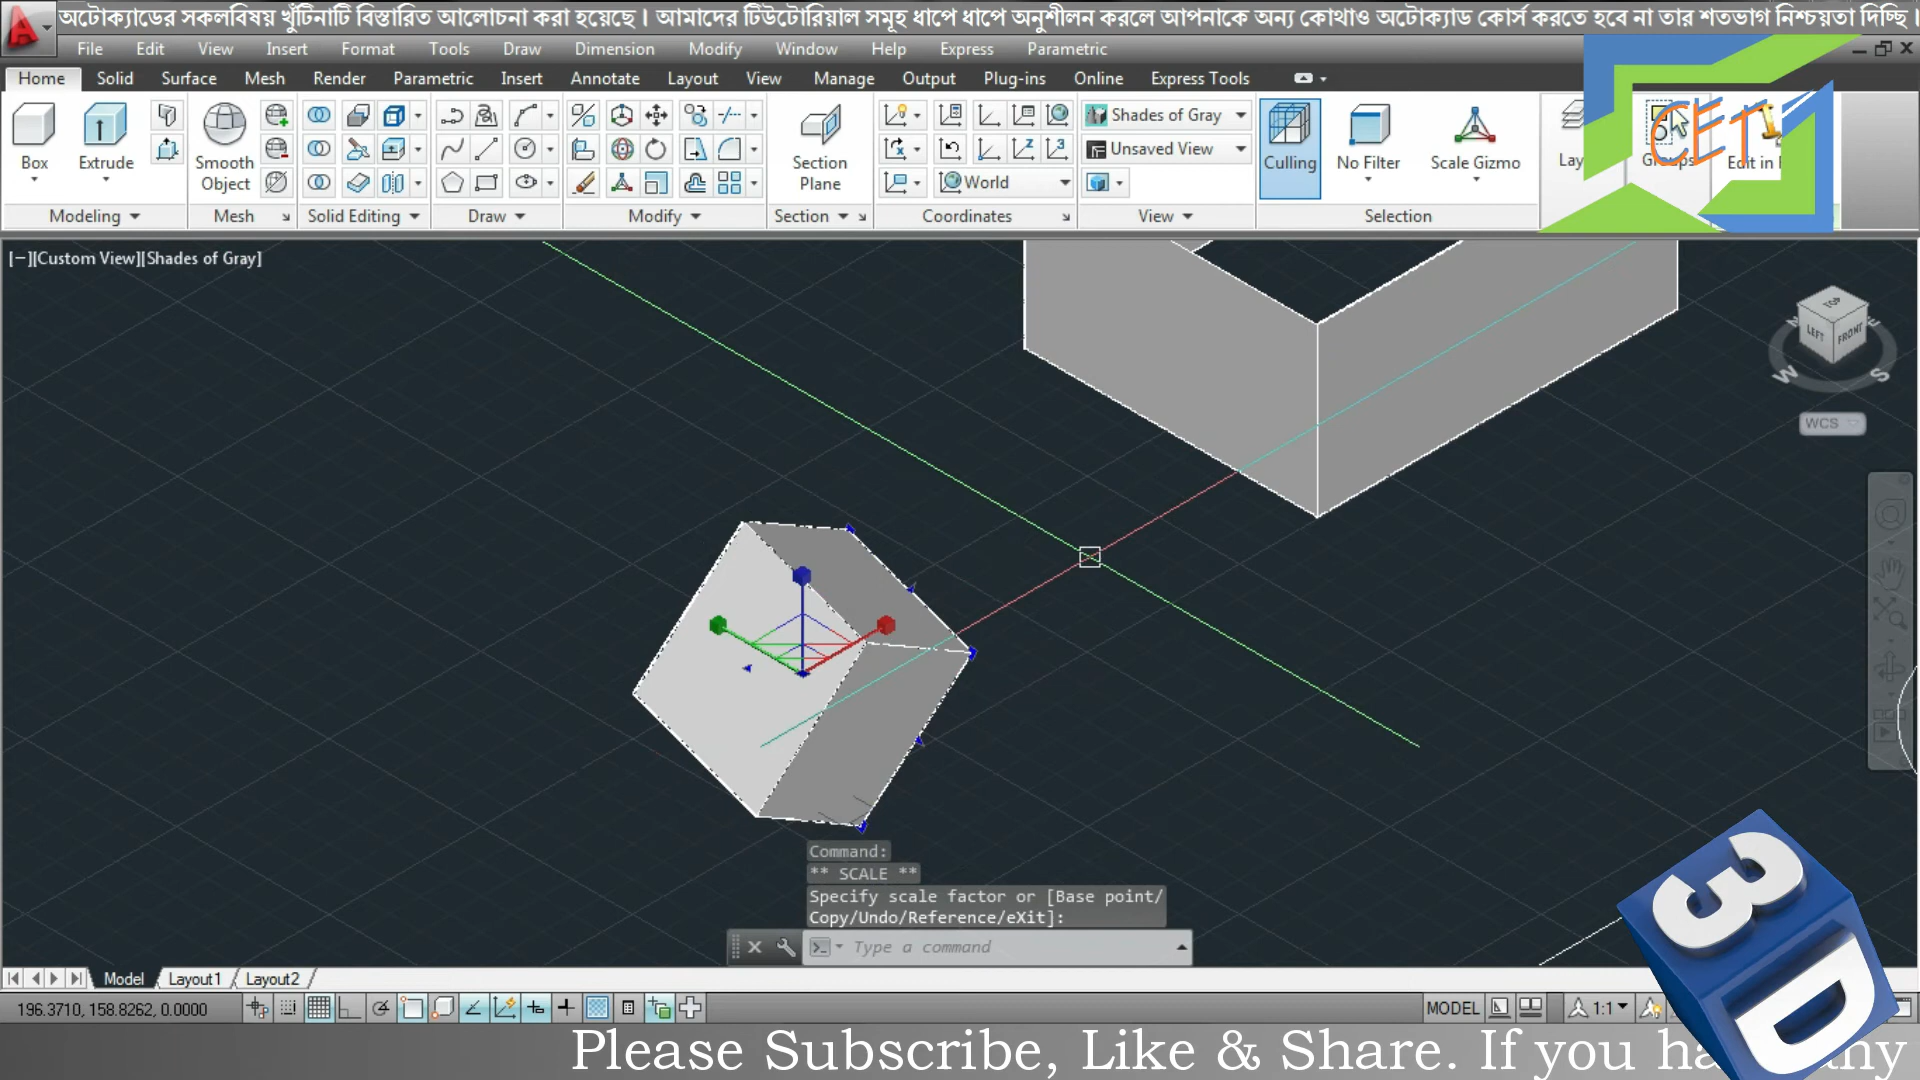 অটোক্যাডের সকলবিষয় খুঁটিনাটি বিস্তারিত আলোচনা করা হয়েছে। আমাদের টিউটোরিয়াল সমূহ ধাপে ধাপে অনুশীলন করলে আপনাকে অন্য কোথাও অটোক্যাড কোর্স করতে হবে না তার শতভাগ নিশ্চয়তা দিচ্ছি।
File Edit View Insert Format Tools Draw Dimension Modify Window Help Express Parametric
Home Solid Surface Mesh Render Parametric Insert Annotate Layout View Manage Output Plug-ins Online Express Tools
Shades of Gray
Unsaved View
World
Box Extrude Smooth Object Section Plane Culling No Filter Scale Gizmo Groups Edit in
CET
Modeling Mesh Solid Editing Draw Modify Section Coordinates View Selection
[−][Custom View][Shades of Gray]
TOP
LEFT FRONT
W S
WCS
Command:
** SCALE **
Specify scale factor or [Base point/
Copy/Undo/Reference/eXit]:
Type a command
Model Layout1 Layout2
196.3710, 158.8262, 0.0000
MODEL 1:1
3D
Please Subscribe, Like & Share. If you